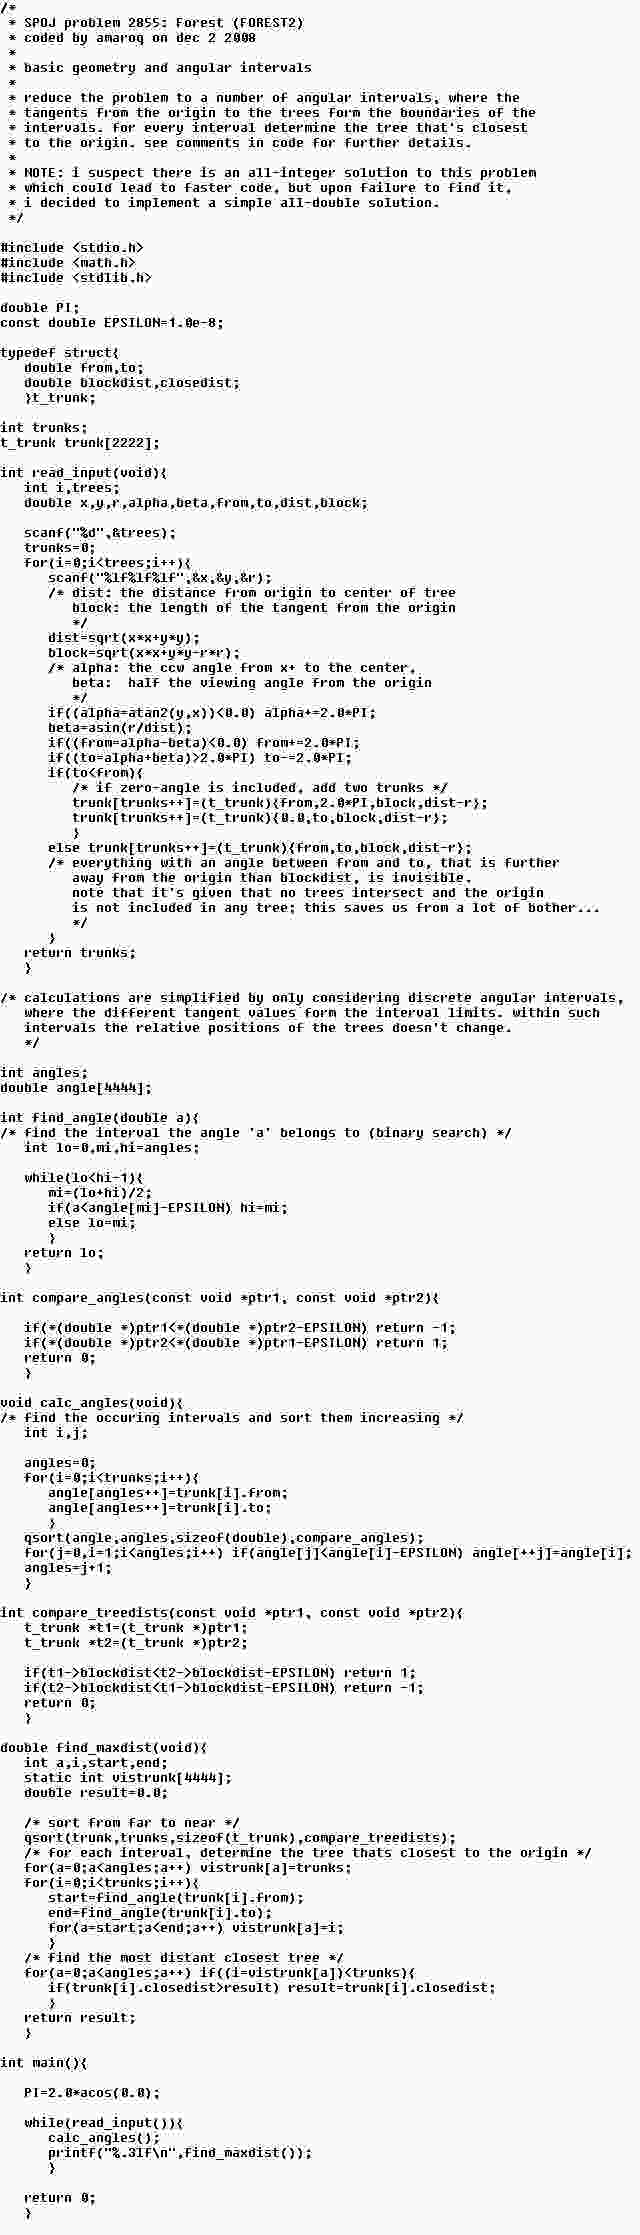 /*
 * SPOJ problem 2855: Forest (FOREST2)
 * coded by amaroq on dec 2 2008
 *
 * basic geometry and angular intervals
 *
 * reduce the problem to a number of angular intervals, where the
 * tangents from the origin to the trees form the boundaries of the
 * intervals. for every interval determine the tree that's closest
 * to the origin. see comments in code for further details.
 *
 * NOTE: i suspect there is an all-integer solution to this problem
 * which could lead to faster code, but upon failure to find it,
 * i decided to implement a simple all-double solution.
 */

#include <stdio.h>
#include <math.h>
#include <stdlib.h>

double PI;
const double EPSILON=1.0e-8;

typedef struct{
   double from,to;
   double blockdist,closedist;
   }t_trunk;

int trunks;
t_trunk trunk[2222];

int read_input(void){
   int i,trees;
   double x,y,r,alpha,beta,from,to,dist,block;

   scanf("%d",&trees);
   trunks=0;
   for(i=0;i<trees;i++){
      scanf("%lf%lf%lf",&x,&y,&r);
      /* dist: the distance from origin to center of tree
         block: the length of the tangent from the origin
         */
      dist=sqrt(x*x+y*y);
      block=sqrt(x*x+y*y-r*r);
      /* alpha: the ccw angle from x+ to the center,
         beta:  half the viewing angle from the origin
         */
      if((alpha=atan2(y,x))<0.0) alpha+=2.0*PI;
      beta=asin(r/dist);
      if((from=alpha-beta)<0.0) from+=2.0*PI;
      if((to=alpha+beta)>2.0*PI) to-=2.0*PI;
      if(to<from){
         /* if zero-angle is included, add two trunks */
         trunk[trunks++]=(t_trunk){from,2.0*PI,block,dist-r};
         trunk[trunks++]=(t_trunk){0.0,to,block,dist-r};
         }
      else trunk[trunks++]=(t_trunk){from,to,block,dist-r};
      /* everything with an angle between from and to, that is further
         away from the origin than blockdist, is invisible.
         note that it's given that no trees intersect and the origin
         is not included in any tree; this saves us from a lot of bother...
         */
      }
   return trunks;
   }

/* calculations are simplified by only considering discrete angular intervals,
   where the different tangent values form the interval limits. within such
   intervals the relative positions of the trees doesn't change.
   */

int angles;
double angle[4444];

int find_angle(double a){
/* find the interval the angle 'a' belongs to (binary search) */
   int lo=0,mi,hi=angles;

   while(lo<hi-1){
      mi=(lo+hi)/2;
      if(a<angle[mi]-EPSILON) hi=mi;
      else lo=mi;
      }
   return lo;
   }

int compare_angles(const void *ptr1, const void *ptr2){

   if(*(double *)ptr1<*(double *)ptr2-EPSILON) return -1;
   if(*(double *)ptr2<*(double *)ptr1-EPSILON) return 1;
   return 0;
   }

void calc_angles(void){
/* find the occuring intervals and sort them increasing */
   int i,j;

   angles=0;
   for(i=0;i<trunks;i++){
      angle[angles++]=trunk[i].from;
      angle[angles++]=trunk[i].to;
      }
   qsort(angle,angles,sizeof(double),compare_angles);
   for(j=0,i=1;i<angles;i++) if(angle[j]<angle[i]-EPSILON) angle[++j]=angle[i];
   angles=j+1;
   }

int compare_treedists(const void *ptr1, const void *ptr2){
   t_trunk *t1=(t_trunk *)ptr1;
   t_trunk *t2=(t_trunk *)ptr2;

   if(t1->blockdist<t2->blockdist-EPSILON) return 1;
   if(t2->blockdist<t1->blockdist-EPSILON) return -1;
   return 0;
   }

double find_maxdist(void){
   int a,i,start,end;
   static int vistrunk[4444];
   double result=0.0;

   /* sort from far to near */
   qsort(trunk,trunks,sizeof(t_trunk),compare_treedists);
   /* for each interval, determine the tree thats closest to the origin */
   for(a=0;a<angles;a++) vistrunk[a]=trunks;
   for(i=0;i<trunks;i++){
      start=find_angle(trunk[i].from);
      end=find_angle(trunk[i].to);
      for(a=start;a<end;a++) vistrunk[a]=i;
      }
   /* find the most distant closest tree */
   for(a=0;a<angles;a++) if((i=vistrunk[a])<trunks){
      if(trunk[i].closedist>result) result=trunk[i].closedist;
      }
   return result;
   }

int main(){

   PI=2.0*acos(0.0);

   while(read_input()){
      calc_angles();
      printf("%.3lf\n",find_maxdist());
      }

   return 0;
   }